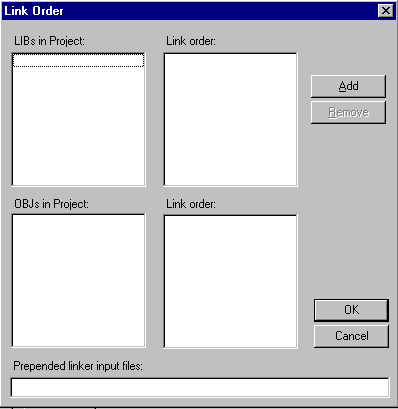 Link Order
LIBs in Project:
Link order:
Add
Remove
OBJs in Project:
Link order:
OK
Cancel
Prepended linker input files: